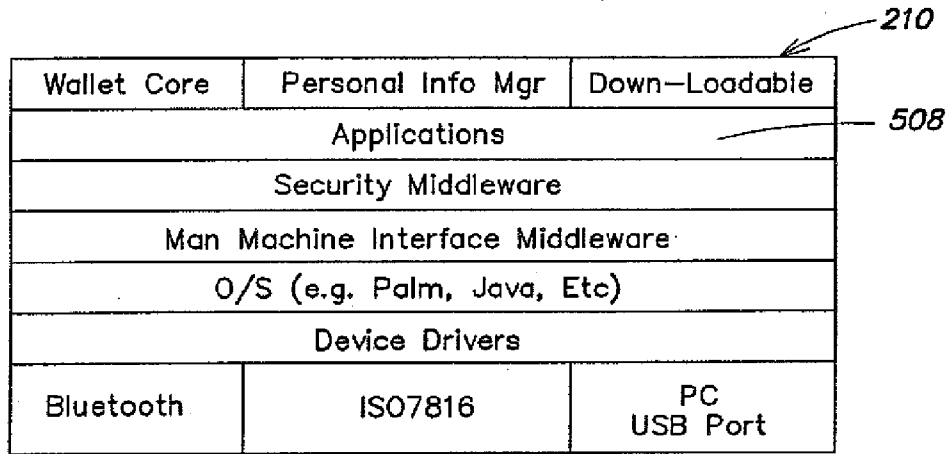 210
Wallet Core Personal Info Mgr Down-Loadable
Applications 508
Security Middleware
Man Machine Interface Middleware
O/S (e.g. Palm, Java, Etc)
Device Drivers
Bluetooth ISO7816 PC
USB Port